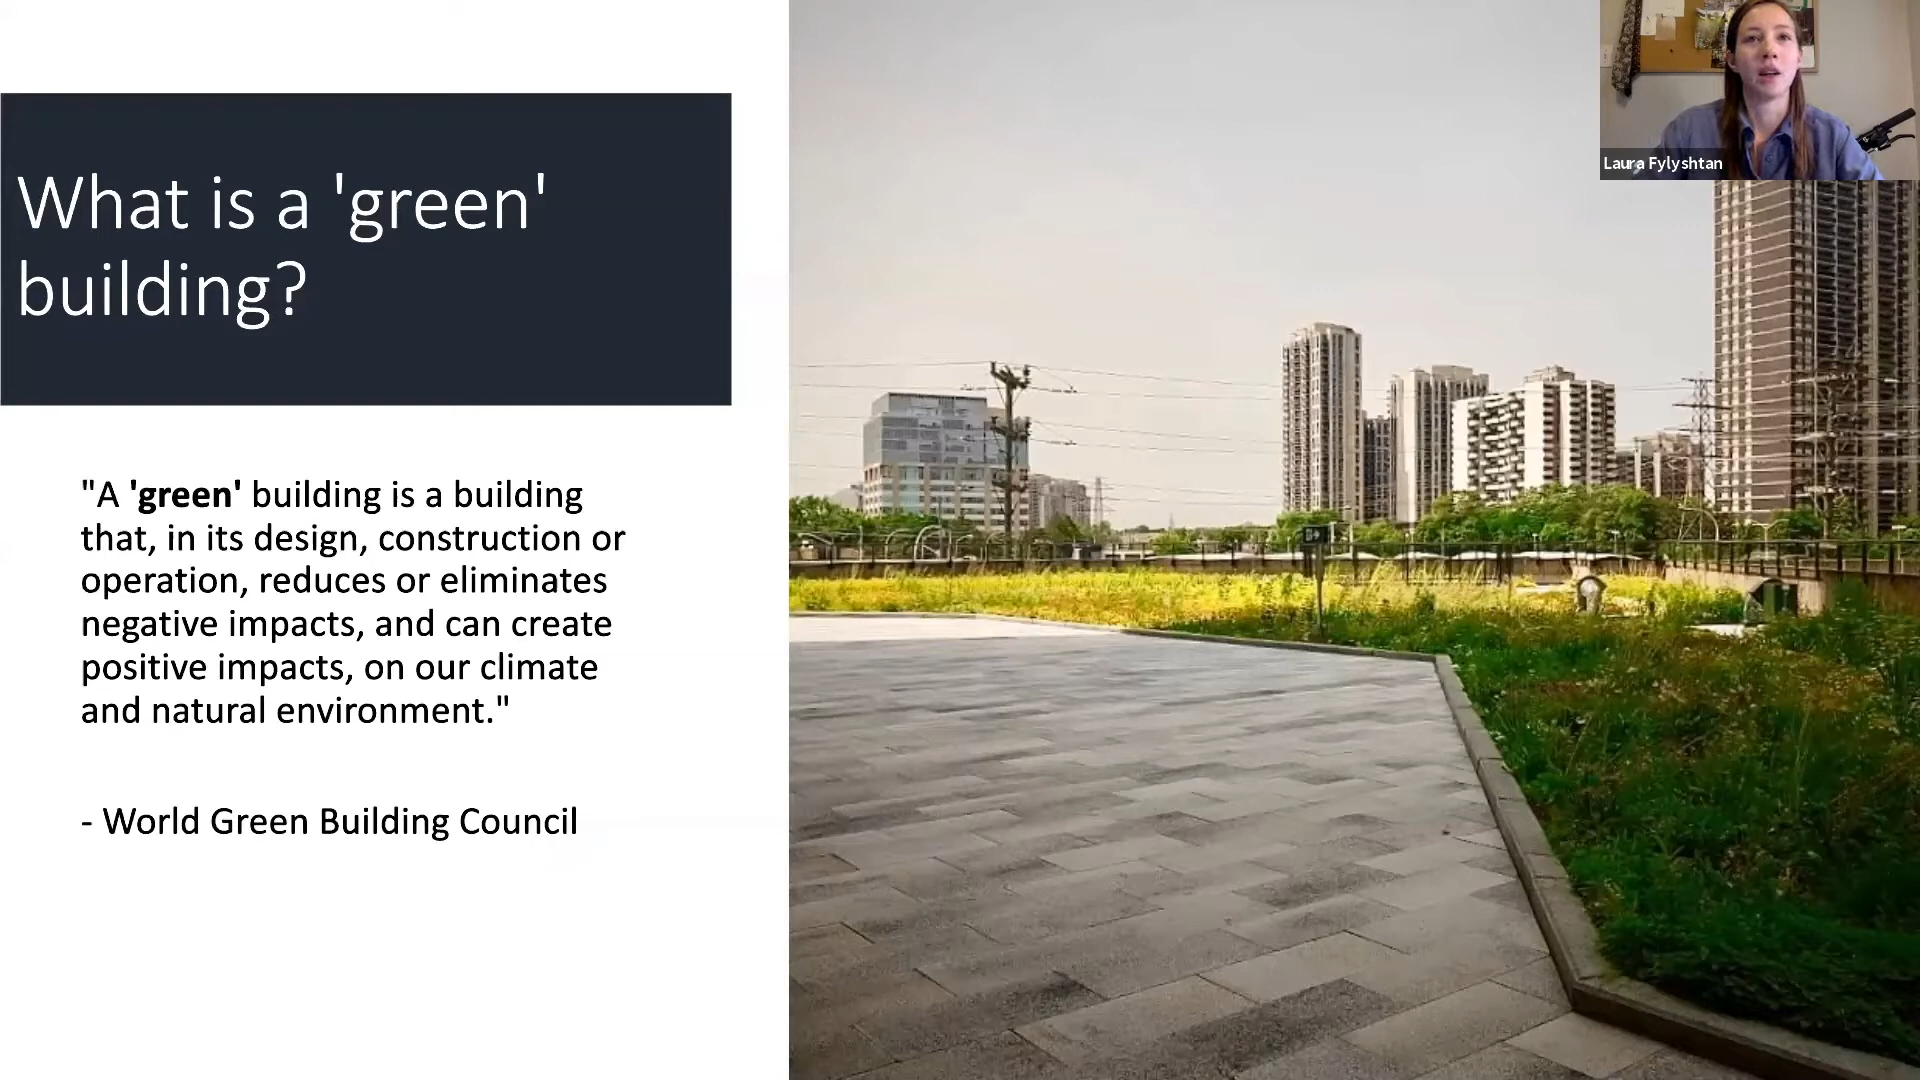 What is a 'green'
building?
"A 'green' building is a building
that, in its design, construction or
operation, reduces or eliminates
negative impacts, and can create
positive impacts, on our climate
and natural environment."
- World Green Building Council
Laura Fylyshtan